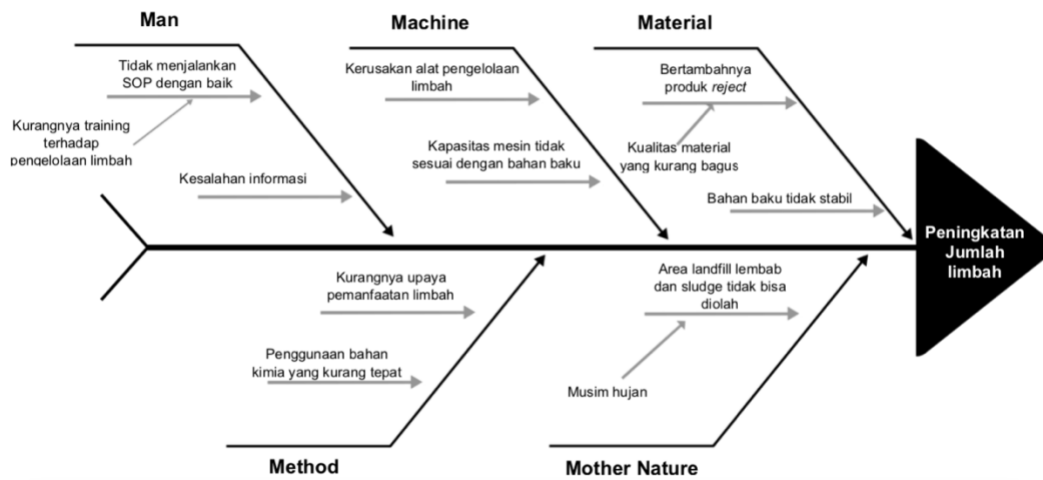 Man
Machine
Material
Tidak menjalankan
SOP dengan baik
Kurangnya training
terhadap
pengelolaan limbah
Kesalahan informasi
Kerusakan alat pengelolaan
limbah
Kapasitas mesin tidak
sesuai dengan bahan baku
Bertambahnya
produk reject
Kualitas material
yang kurang bagus
Bahan baku tidak stabil
Peningkatan
Jumlah
limbah
Kurangnya upaya
pemanfaatan limbah
Penggunaan bahan
kimia yang kurang tepat
Area landfill lembab
dan sludge tidak bisa
diolah
Musim hujan
Method
Mother Nature